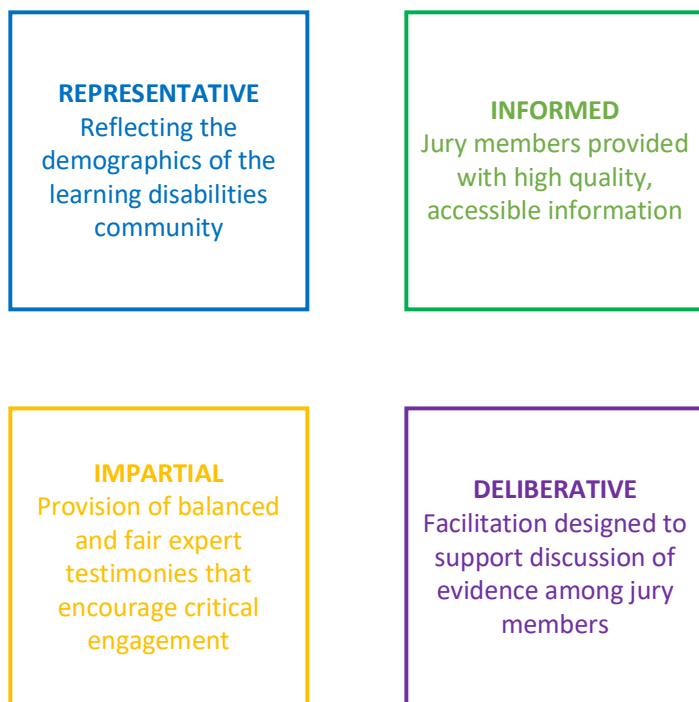 REPRESENTATIVE
Reflecting the
demographics of the
learning disabilities
community
INFORMED
Jury members provided
with high quality,
accessible information
IMPARTIAL
Provision of balanced
and fair expert
testimonies that
encourage critical
engagement
DELIBERATIVE
Facilitation designed to
support discussion of
evidence among jury
members